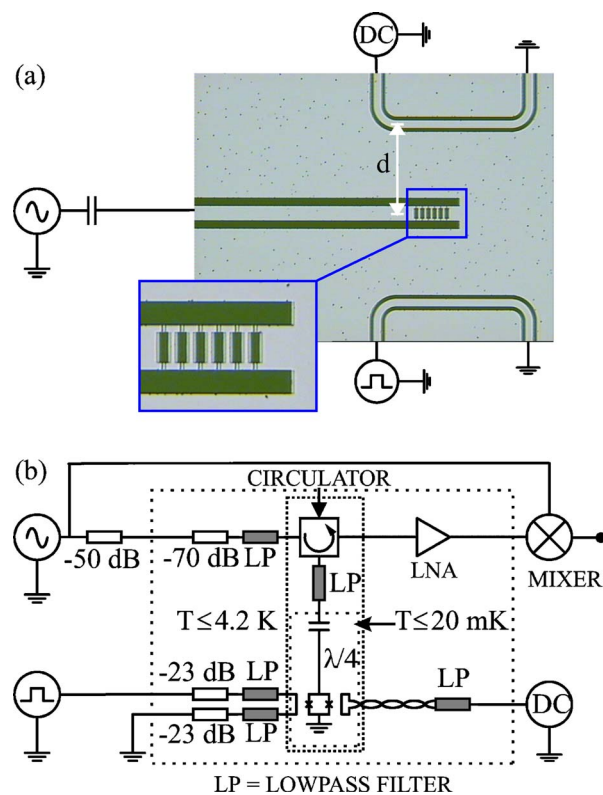 (a)
DC
d
(b)
CIRCULATOR
-50 dB
-70 dB
LP
LP
LNA
MIXER
T≤4.2 K
T≤20 mK
λ/4
-23 dB
LP
LP
-23 dB
LP
DC
LP = LOWPASS FILTER